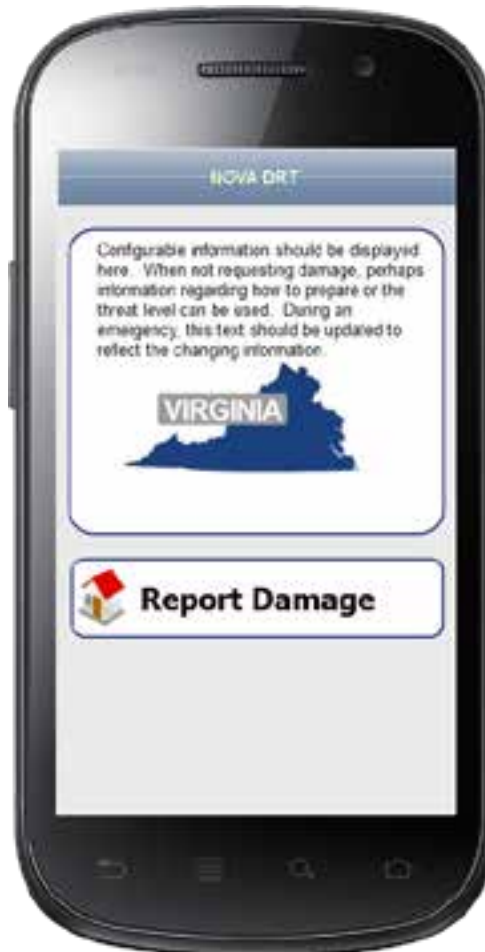 NOVA DRT
Configurable information should be displayed
here. When not requesting damage, perhaps
information regarding how to prepare or the
threat level can be used. During an
emergency, this text should be updated to
reflect the changing information.
VIRGINIA
Report Damage